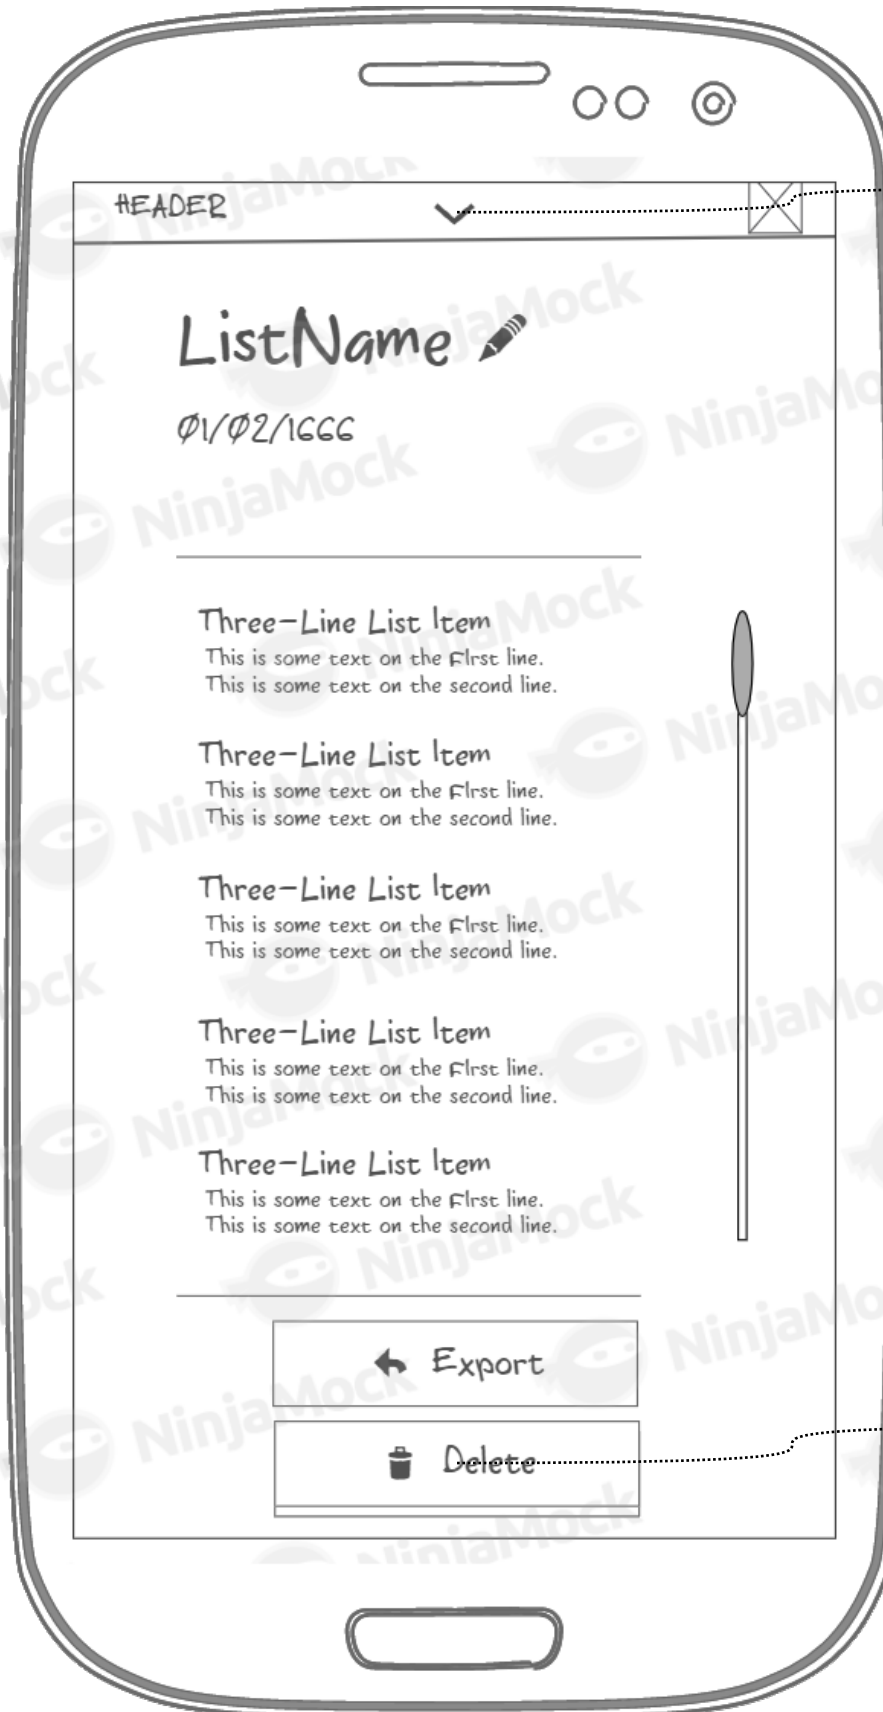 HEADER
ListName
01/02/1666
Three-Line List Item
This is some text on the FIrst line.
This is some text on the second line.
Three-Line List Item
This is some text on the FIrst line.
This is some text on the second line.
Three-Line List Item
This is some text on the FIrst line.
This is some text on the second line.
Three-Line List Item
This is some text on the FIrst line.
This is some text on the second line.
Three-Line List Item
This is some text on the FIrst line.
This is some text on the second line.
Export
Delete
NinjaMock